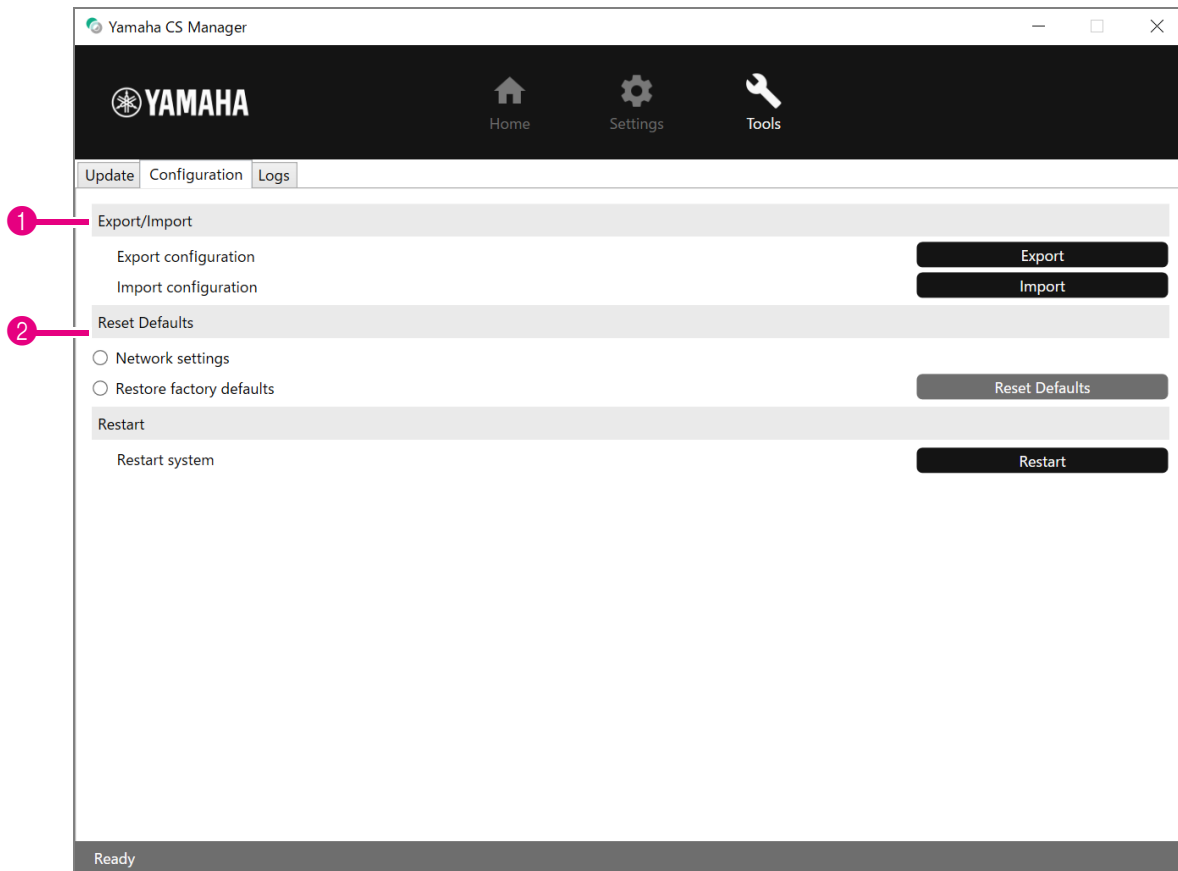 Yamaha CS Manager
YAMAHA
Home
Settings
Tools
Update
Configuration
Logs
1
Export/Import
Export configuration
Export
Import configuration
Import
2
Reset Defaults
Network settings
Restore factory defaults
Reset Defaults
Restart
Restart system
Restart
Ready